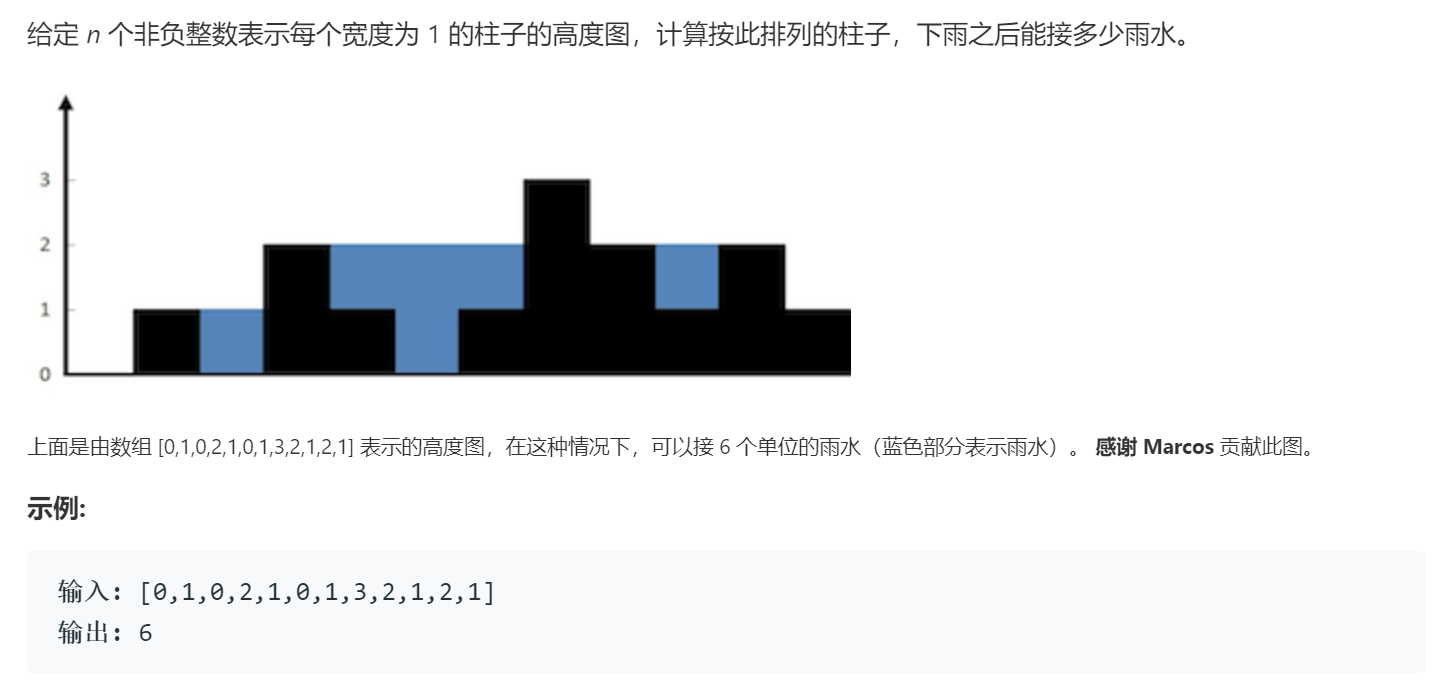 给定 n 个非负整数表示每个宽度为 1 的柱子的高度图，计算按此排列的柱子，下雨之后能接多少雨水。
3
2
1
0
上面是由数组 [0,1,0,2,1,0,1,3,2,1,2,1] 表示的高度图，在这种情况下，可以接 6 个单位的雨水（蓝色部分表示雨水）。 感谢 Marcos 贡献此图。
示例:
输入: [0,1,0,2,1,0,1,3,2,1,2,1]
输出: 6